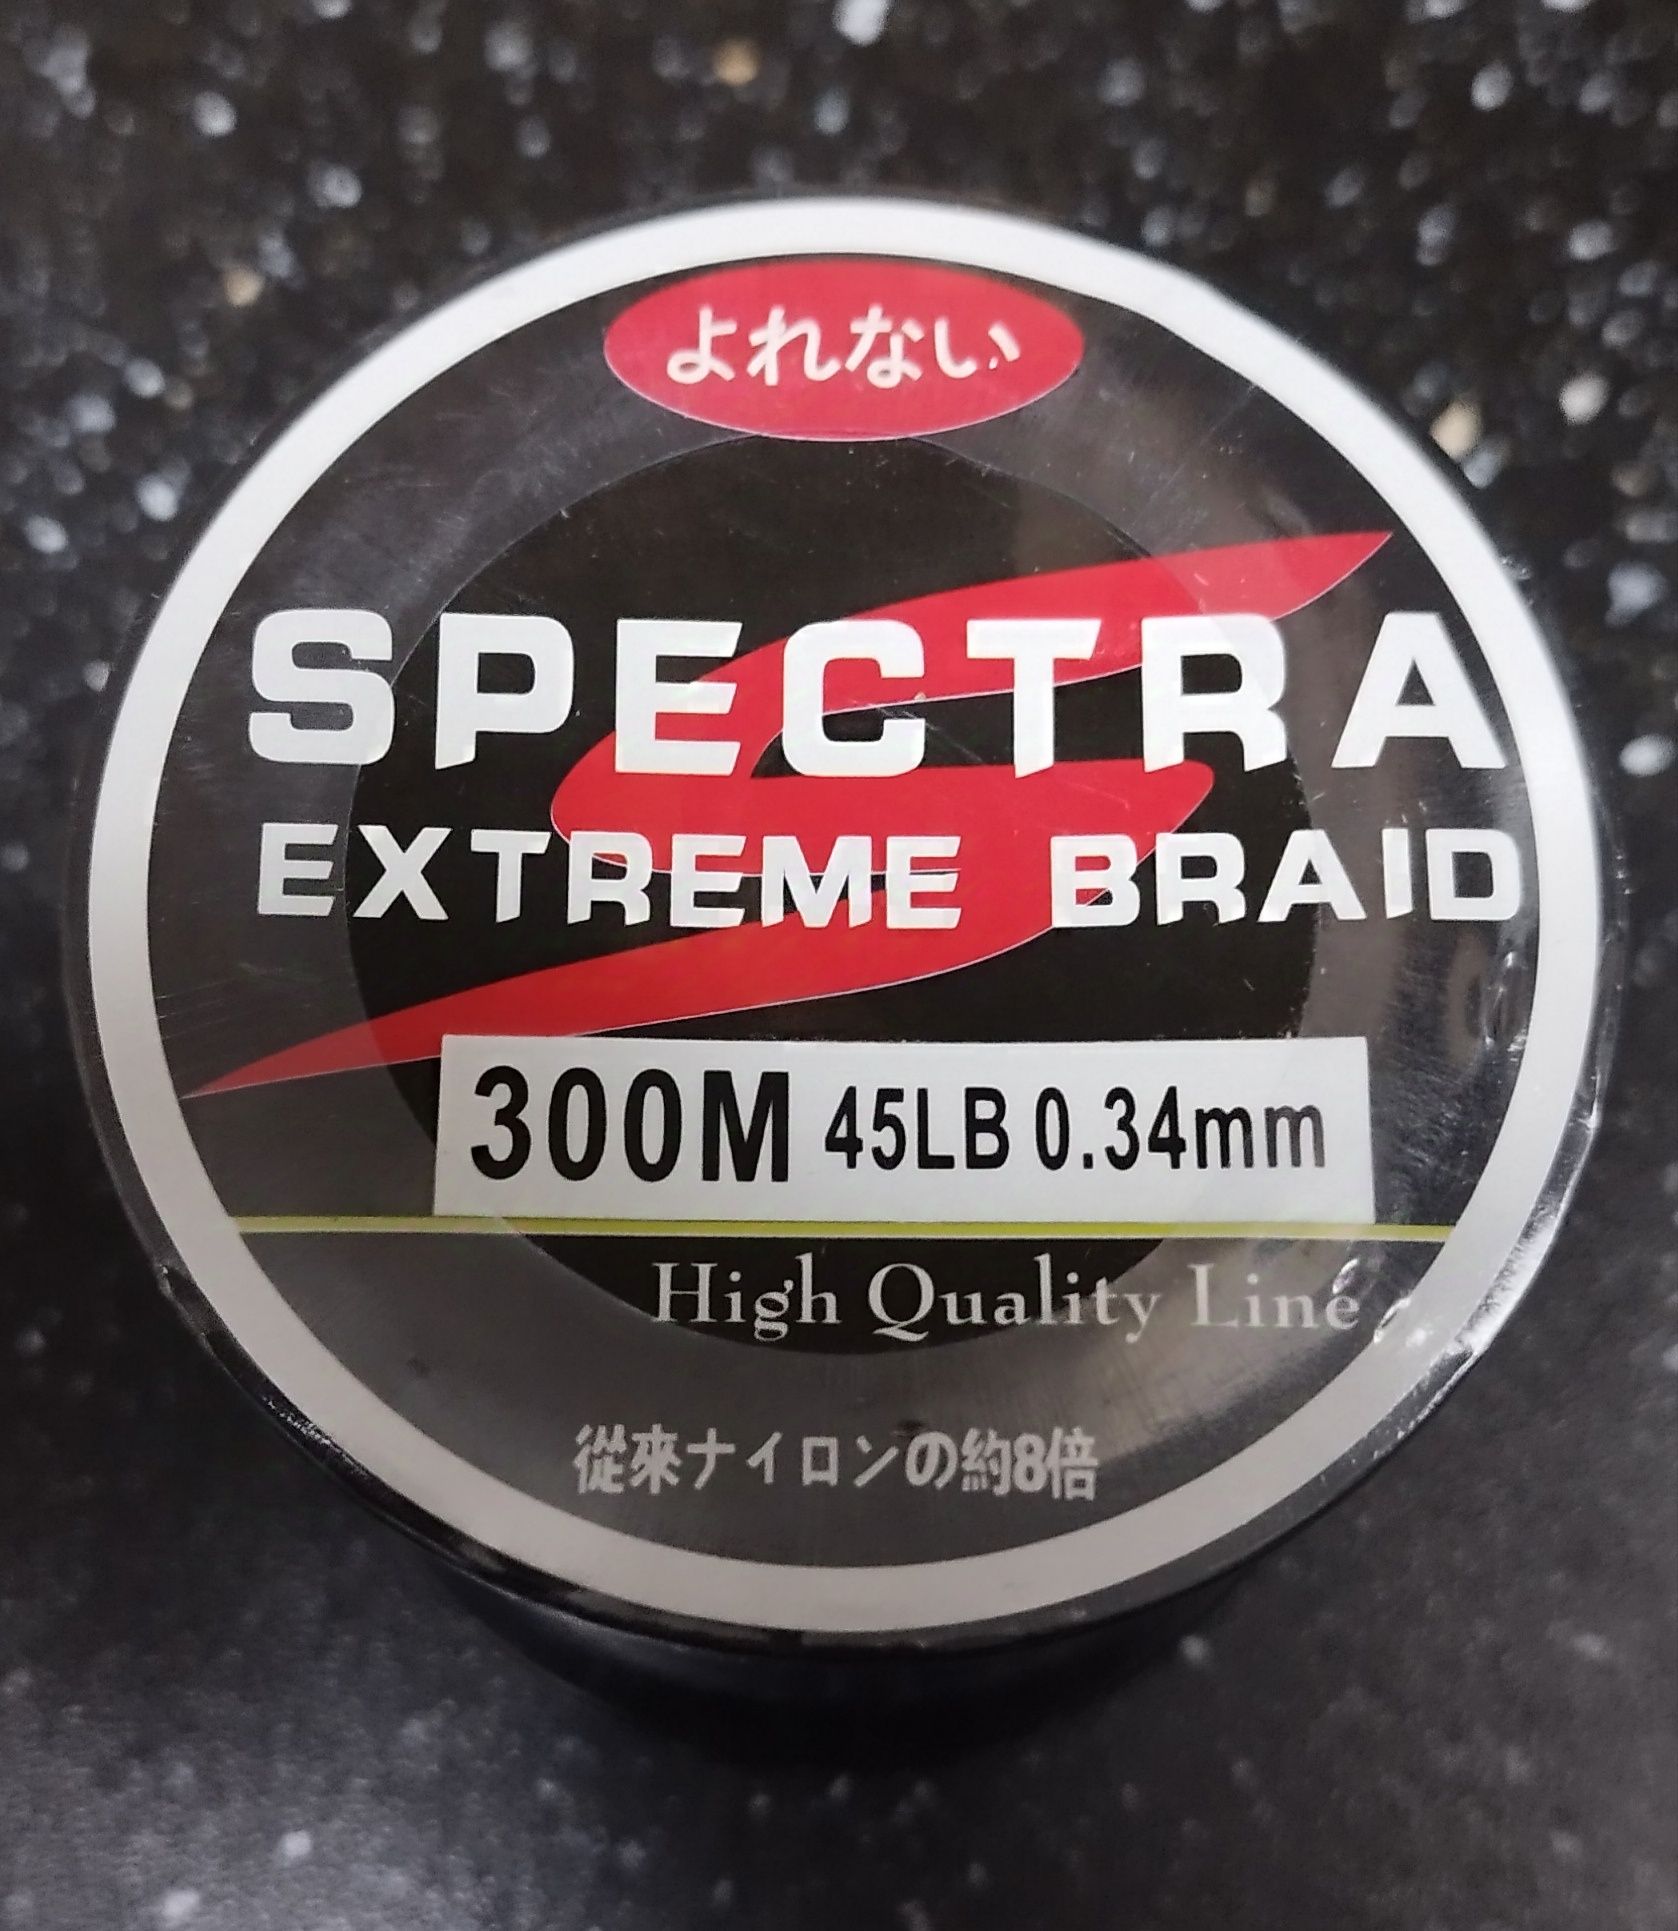 よれない
SPECTRA
EXTREME BRAID
300M 45LB 0.34mm
High Quality Line
從來ナイロンの約8倍